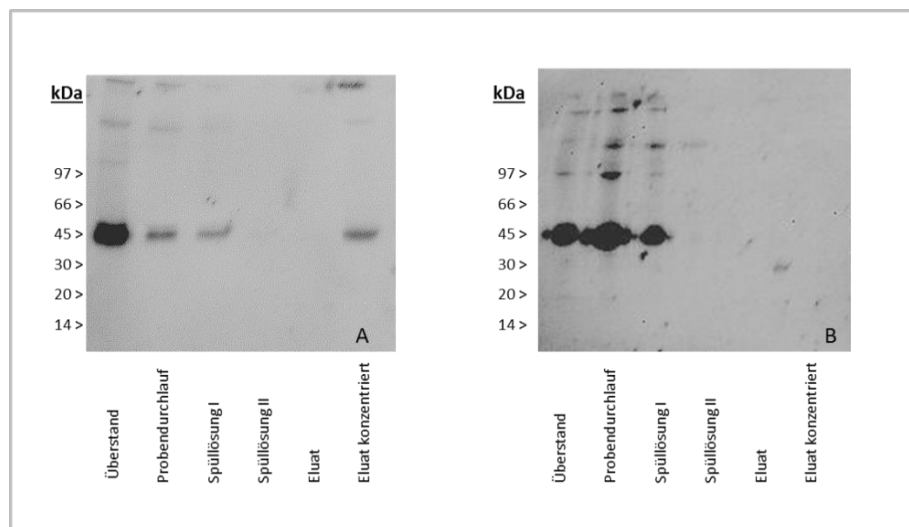 kDa
97 >
66 >
45 >
30 >
20 >
14 >
A
Überstand
Probendurchlauf
Spüllösung I
Spüllösung II
Eluat
Eluat konzentriert
kDa
97 >
66 >
45 >
30 >
20 >
14 >
B
Überstand
Probendurchlauf
Spüllösung I
Spüllösung II
Eluat
Eluat konzentriert